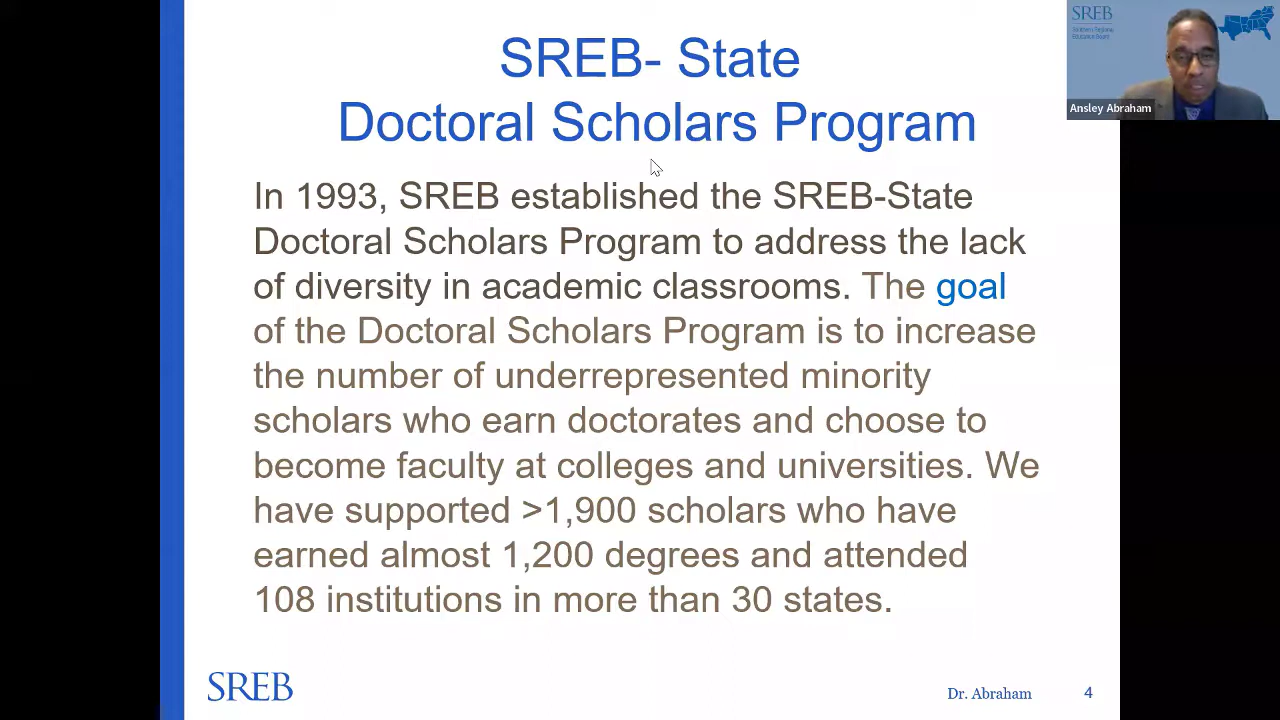 SREB- State
Doctoral Scholars Program
In 1993, SREB established the SREB-State
Doctoral Scholars Program to address the lack
of diversity in academic classrooms. The goal
of the Doctoral Scholars Program is to increase
the number of underrepresented minority
scholars who earn doctorates and choose to
become faculty at colleges and universities. We
have supported >1,900 scholars who have
earned almost 1,200 degrees and attended
108 institutions in more than 30 states.
SREB
Dr. Abraham
4
SREB
Southern Regional
Education Board
Ansley Abraham